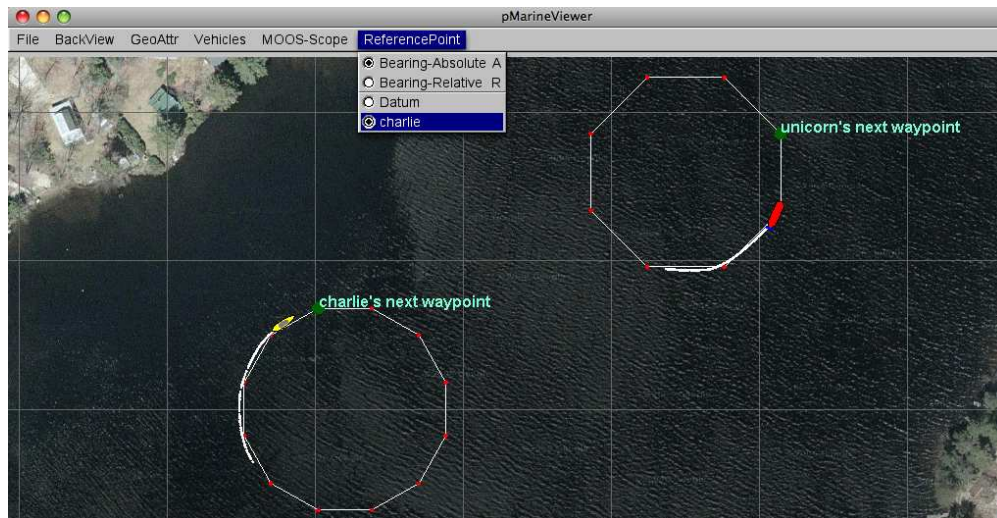 pMarineViewer
File BackView GeoAttr Vehicles MOOS-Scope ReferencePoint
Bearing-Absolute A
Bearing-Relative R
Datum
charlie
unicorn's next waypoint
charlie's next waypoint